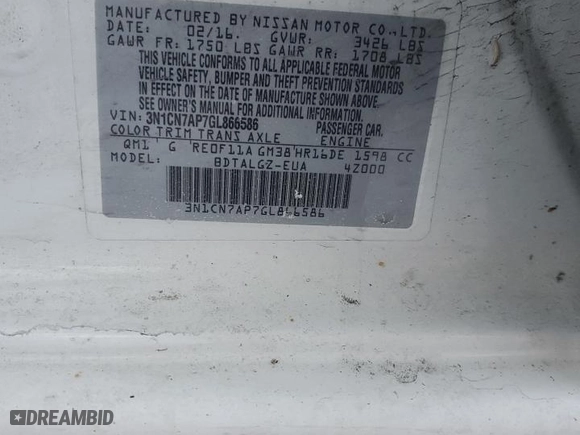 MANUFACTURED BY NISSAN MOTOR CO.,LTD.
DATE: 02/16. GVWR: 3426 LBS
GAWR FR: 1750 LBS GAWR RR: 1708 LBS
THIS VEHICLE CONFORMS TO ALL APPLICABLE FEDERAL MOTOR
VEHICLE SAFETY, BUMPER AND THEFT PREVENTION STANDARDS
IN EFFECT ON THE DATE OF MANUFACTURE SHOWN ABOVE.
SEE OWNER'S MANUAL FOR ADDITIONAL INFORMATION.
VIN: 3N1CN7AP7GL866586 PASSENGER CAR.
COLOR TRIM TRANS AXLE ENGINE
QM1 G RE0F11A GM38 HR16DE 1598 CC
MODEL: BDTALGZ-EUA 4Z000
3N1CN7AP7GL866586
DREAMBID